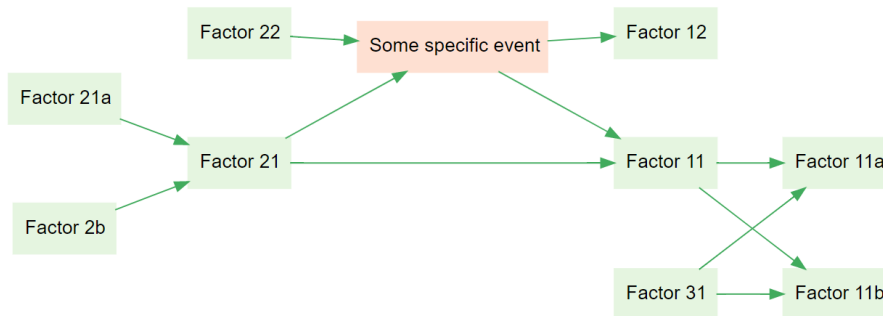 Factor 22
Some specific event
Factor 12
Factor 21a
Factor 21
Factor 11
Factor 11a
Factor 2b
Factor 31
Factor 11b